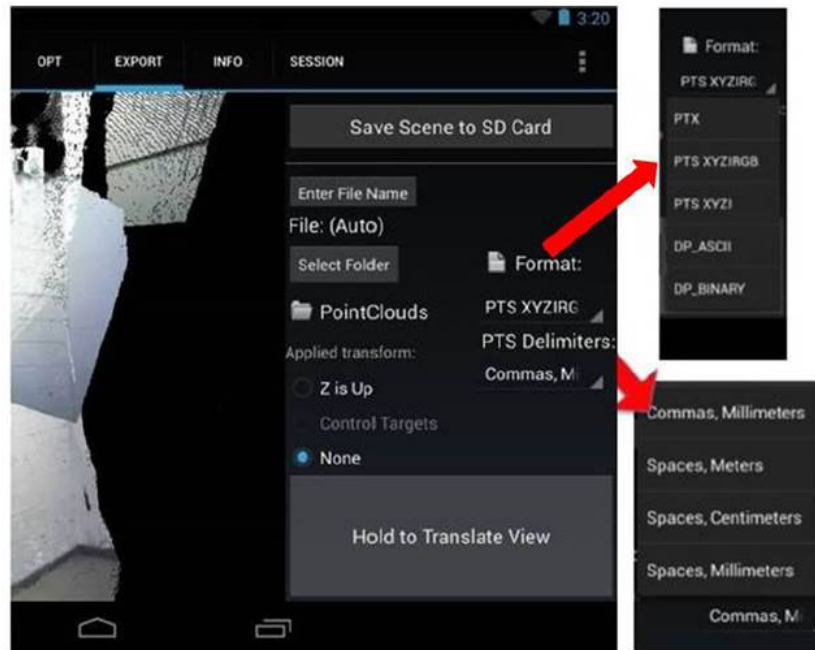 3:20
OPT EXPORT INFO SESSION
Save Scene to SD Card
Enter File Name
File: (Auto)
Select Folder
Format:
PointClouds
PTS XYZIRG
PTS Delimiters:
Applied transform:
Commas, M
Z is Up
Control Targets
None
Hold to Translate View
Format:
PTS XYZIRG
PTX
PTS XYZIRGB
PTS XYZI
DP_ASCII
DP_BINARY
Commas, Millimeters
Spaces, Meters
Spaces, Centimeters
Spaces, Millimeters
Commas, M